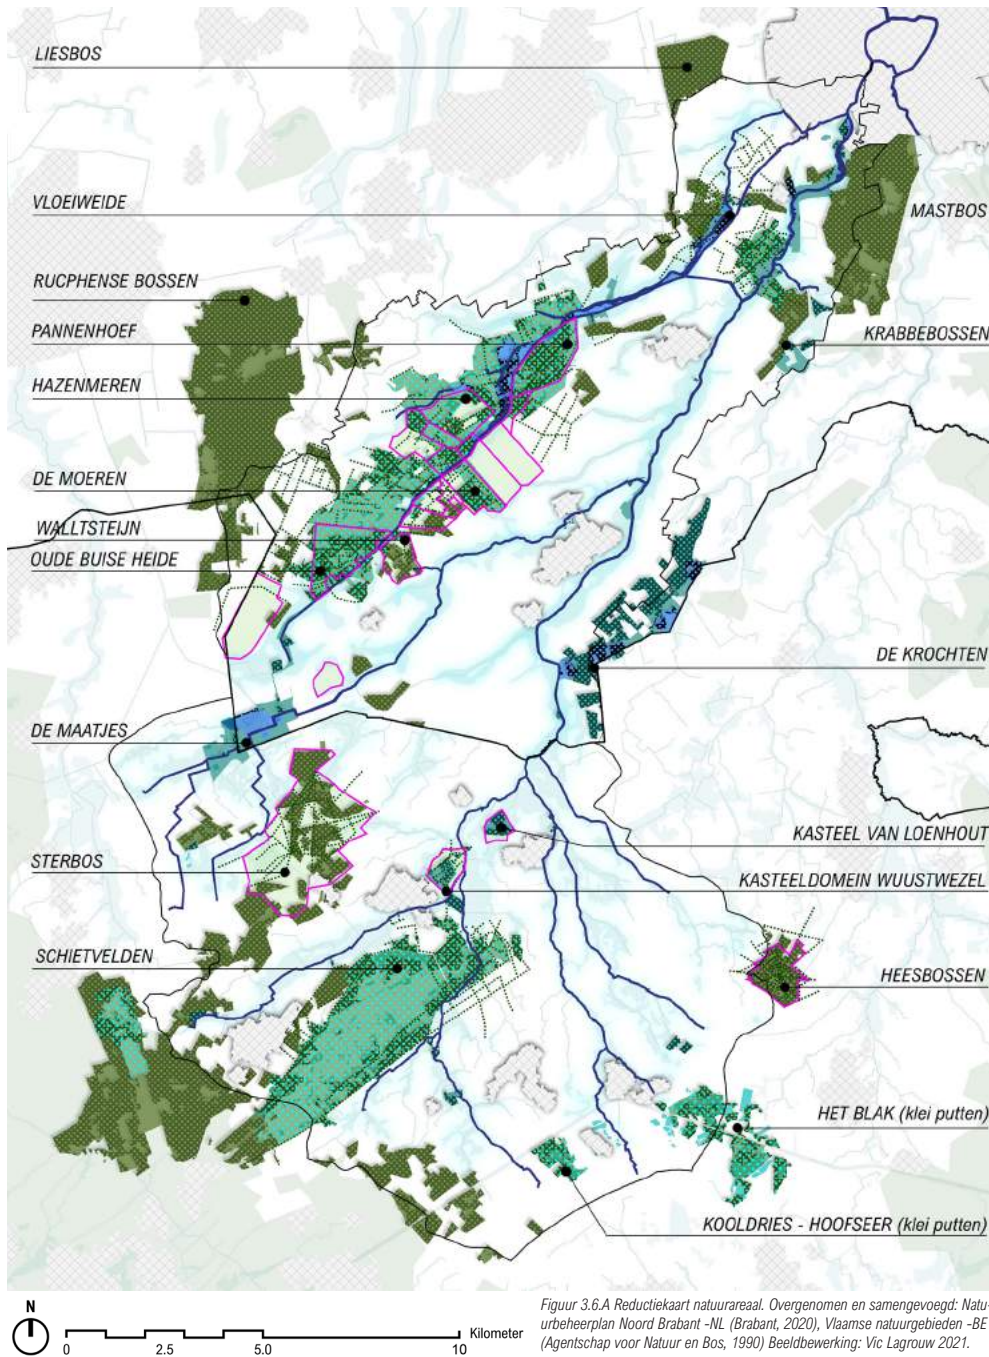 LIESBOS
VLOEIWEIDE
MASTBOS
RUCPHENSE BOSSEN
PANNENHOEF
KRABBEBOSSEN
HAZENMEREN
DE MOEREN
WALLTSTEIJN
OUDE BUISE HEIDE
DE KROCHTEN
DE MAATJES
KASTEEL VAN LOENHOUT
STERBOS
KASTEELDOMEIN WUUSTWEZEL
SCHIETVELDEN
HEESBOSSEN
HET BLAK (klei putten)
KOOLDRIES - HOOFSEER (klei putten)
N
0 2.5 5.0 10 Kilometer
Figuur 3.6.A Reductiekaart natuurareaal. Overgenomen en samengevoegd: Natu-
urbeheerplan Noord Brabant -NL (Brabant, 2020), Vlaamse natuurgebieden -BE
(Agentschap voor Natuur en Bos, 1990) Beeldbewerking: Vic Lagrouw 2021.